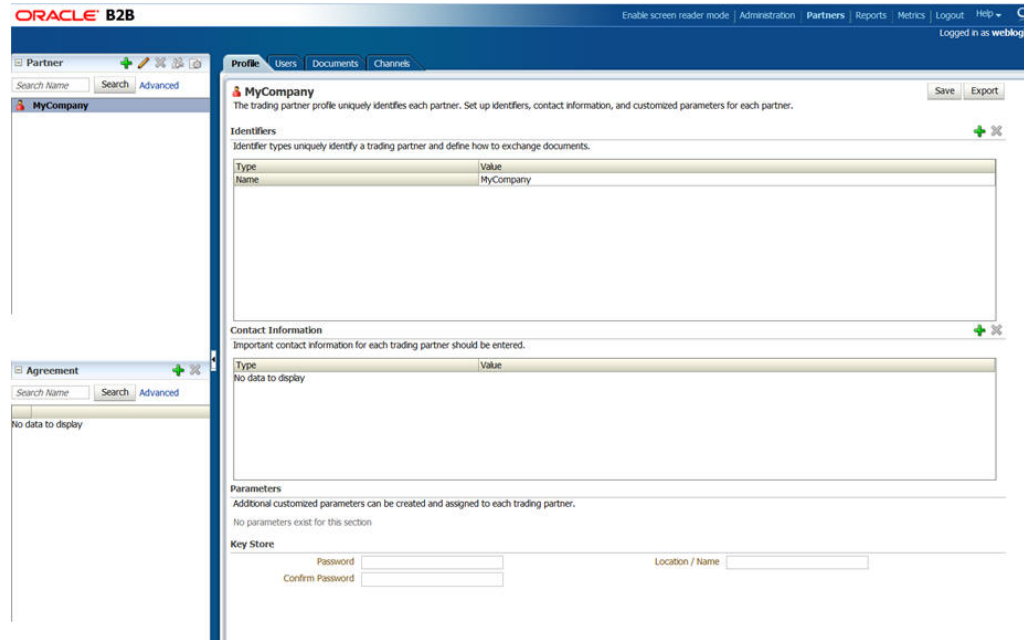 ORACLE B2B
Enable screen reader mode Administration Partners Reports Metrics Logout Help
Logged in as weblog
Partner
Search Name Search Advanced
MyCompany
Profile Users Documents Channels
MyCompany
Save Export
The trading partner profile uniquely identifies each partner. Set up identifiers, contact information, and customized parameters for each partner.
Identifiers
Identifier types uniquely identify a trading partner and define how to exchange documents.
Type Value
Name MyCompany
Contact Information
Important contact information for each trading partner should be entered.
Type Value
No data to display
Agreement
Search Name Search Advanced
No data to display
Parameters
Additional customized parameters can be created and assigned to each trading partner.
No parameters exist for this section
Key Store
Password Location / Name
Confirm Password